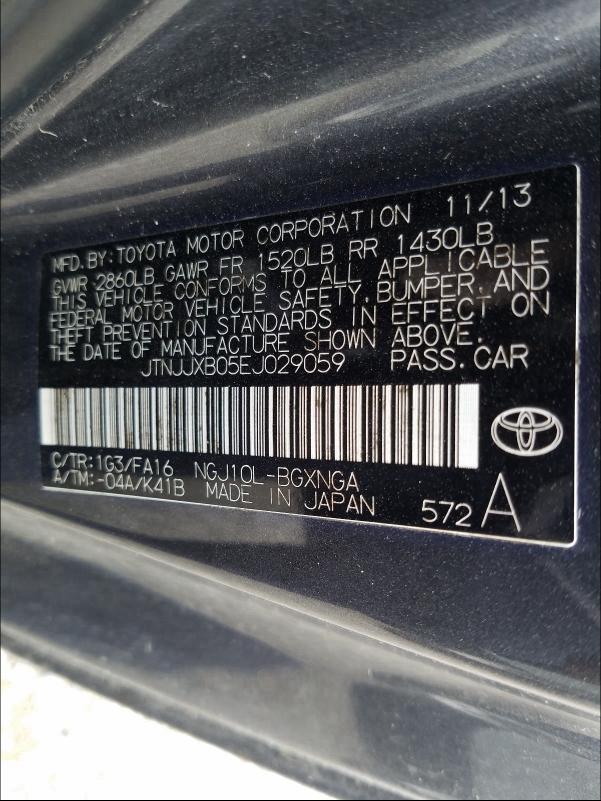 MFD.BY: TOYOTA MOTOR CORPORATION 11/13
GVWR 2860LB GAWR FR 1520LB RR 1430LB
THIS VEHICLE CONFORMS TO ALL APPLICABLE
FEDERAL MOTOR VEHICLE SAFETY, BUMPER, AND
THEFT PREVENTION STANDARDS IN EFFECT ON
THE DATE OF MANUFACTURE SHOWN ABOVE.
JTNJJXB05EJ029059 PASS.CAR
C/TR: 1G3/FA16 NGJ10L-BGXNGA
A/TM: -04A/K41B MADE IN JAPAN
572 A